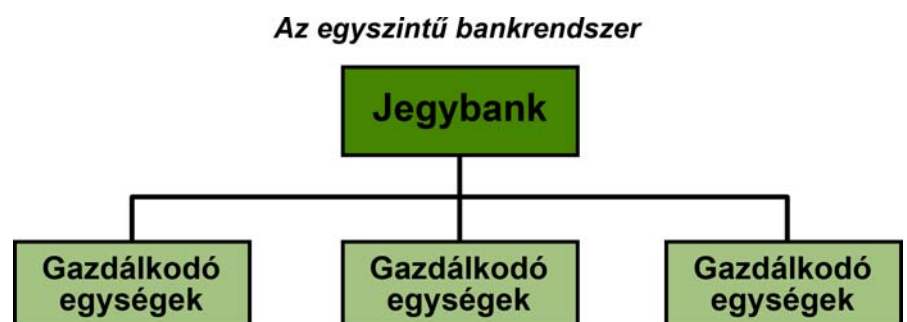 Az egyszintű bankrendszer
Jegybank
Gazdálkodó
egységek
Gazdálkodó
egységek
Gazdálkodó
egységek